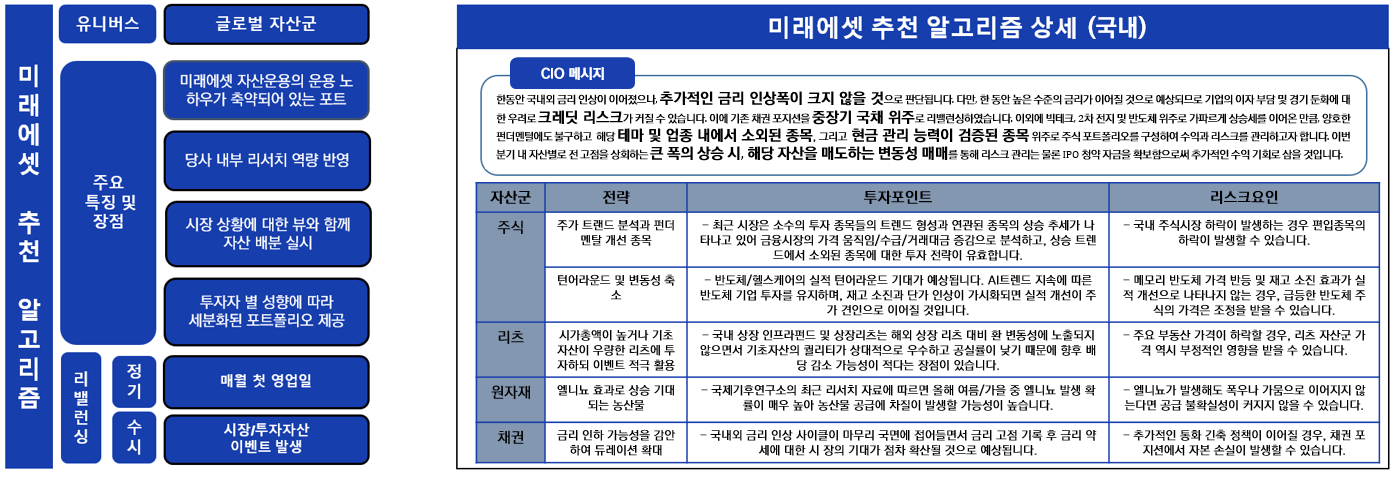 미래에셋 추천 알고리즘
유니버스
글로벌 자산군
주요
특징 및
장점
미래에셋 자산운용의 운용 노
하우가 축약되어 있는 포트
당사 내부 리서치 역량 반영
시장 상황에 대한 뷰와 함께
자산 배분 실시
투자자 별 성향에 따라
세분화된 포트폴리오 제공
리밸런싱
정기
매월 첫 영업일
수시
시장/투자자산
이벤트 발생
미래에셋 추천 알고리즘 상세 (국내)
CIO 메시지
한동안 국내외 금리 인상이 이어졌으나, 추가적인 금리 인상폭이 크지 않을 것으로 판단됩니다. 다만, 한 동안 높은 수준의 금리가 이어질 것으로 예상되므로 기업의 이자 부담 및 경기 둔화에 대
한 우려로 크레딧 리스크가 커질 수 있습니다. 이에 기존 채권 포지션을 중장기 국채 위주로 리밸런싱하였습니다. 이외에 빅테크, 2차 전지 및 반도체 위주로 가파르게 상승세를 이어온 만큼, 양호한
펀더멘털에도 불구하고, 해당 테마 및 업종 내에서 소외된 종목, 그리고 현금 관리 능력이 검증된 종목 위주로 주식 포트폴리오를 구성하여 수익과 리스크를 관리하고자 합니다. 이번
분기 내 자산별로 전 고점을 상회하는 큰 폭의 상승 시, 해당 자산을 매도하는 변동성 매매를 통해 리스크 관리는 물론 IPO 청약 자금을 확보함으로써 추가적인 수익 기회로 삼을 것입니다.
자산군 전략 투자포인트 리스크요인
주식
주가 트랜드 분석과 펀더
멘탈 개선 종목
– 최근 시장은 소수의 투자 종목들의 트렌드 형성과 연관된 종목의 상승 추세가 나
타나고 있어 금융시장의 가격 움직임/수급/거래대금 증감으로 분석하고, 상승 트렌
드에서 소외된 종목에 대한 투자 전략이 유효합니다.
– 국내 주식시장 하락이 발생하는 경우 편입종목의
하락이 발생할 수 있습니다.
턴어라운드 및 변동성 축
소
– 반도체/헬스케어의 실적 턴어라운드 기대가 예상됩니다. AI트렌드 지속에 따른
반도체 기업 투자를 유지하며, 재고 소진과 단가 인상이 가시화되면 실적 개선이 주
가 견인으로 이어질 것입니다.
– 메모리 반도체 가격 반등 및 재고 소진 효과가 실
적 개선으로 나타나지 않는 경우, 급등한 반도체 주
식의 가격은 조정을 받을 수 있습니다.
리츠
시가총액이 높거나 기초
자산이 우량한 리츠에 투
자하되 이벤트 적극 활용
– 국내 상장 인프라펀드 및 상장리츠는 해외 상장 리츠 대비 환 변동성에 노출되지
않으면서 기초자산의 퀄리티가 상대적으로 우수하고 공실률이 낮기 때문에 향후 배
당 감소 가능성이 적다는 장점이 있습니다.
– 주요 부동산 가격이 하락할 경우, 리츠 자산군 가
격 역시 부정적인 영향을 받을 수 있습니다.
원자재
엘니뇨 효과로 상승 기대
되는 농산물
– 국제기후연구소의 최근 리서치 자료에 따르면 올해 여름/가을 중 엘니뇨 발생 확
률이 매우 높아 농산물 공급에 차질이 발생할 가능성이 높습니다.
– 엘니뇨가 발생해도 폭우나 가뭄으로 이어지지 않
는다면 공급 불확실성이 커지지 않을 수 있습니다.
채권
금리 인하 가능성을 감안
하여 듀레이션 확대
– 국내외 금리 인상 사이클이 마무리 국면에 접어들면서 금리 고점 기록 후 금리 약
세에 대한 시 장의 기대가 점차 확산될 것으로 예상됩니다.
– 추가적인 통화 긴축 정책이 이어질 경우, 채권 포
지션에서 자본 손실이 발생할 수 있습니다.